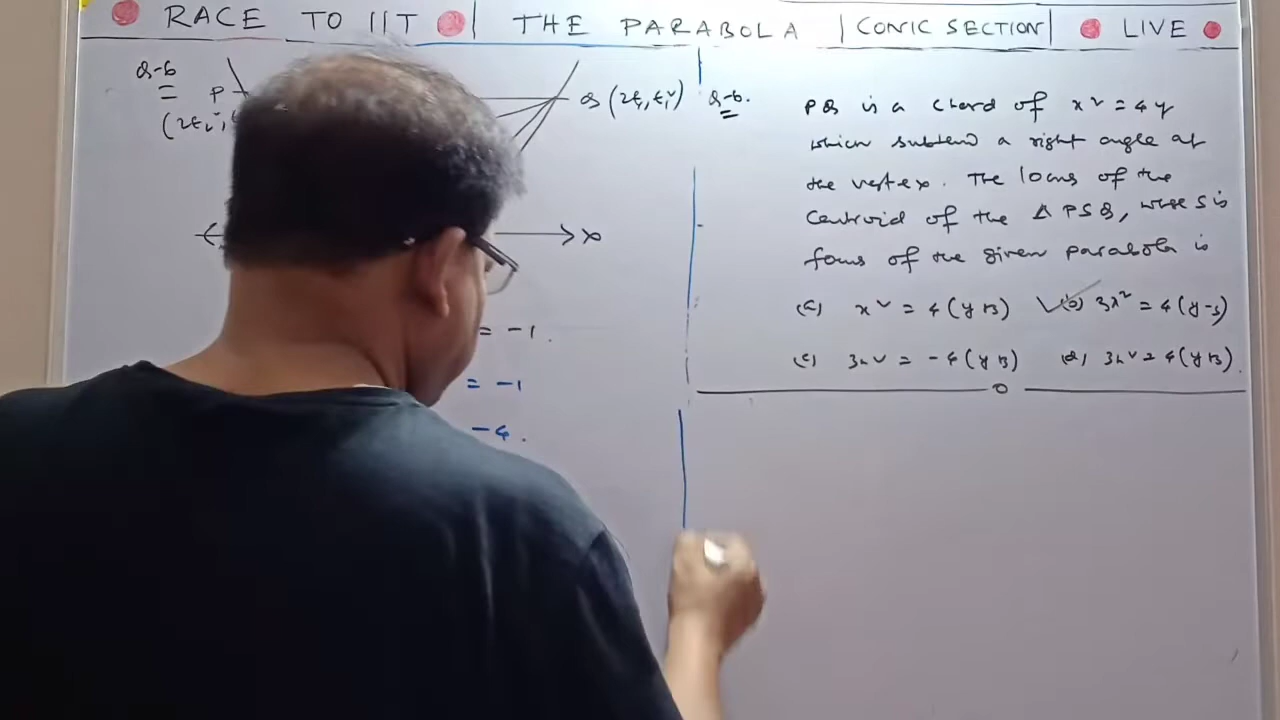 RACE TO IIT | THE PARABOLA | CONIC SECTION | LIVE
Q-6
P
Q (2t₁, t₁²)
X
= -1.
= -1
-4.
Q-6.
PQ is a chord of x² = 4y
which subtend a right angle at
the vertex. The locus of the
centroid of the Δ PSQ, where S is
focus of the given parabola is
(a) x² = 4(y+3) (b) 3x² = 4(y-3)
(c) 3x² = -4(y+3) (d) 3x² = 4(y+3).